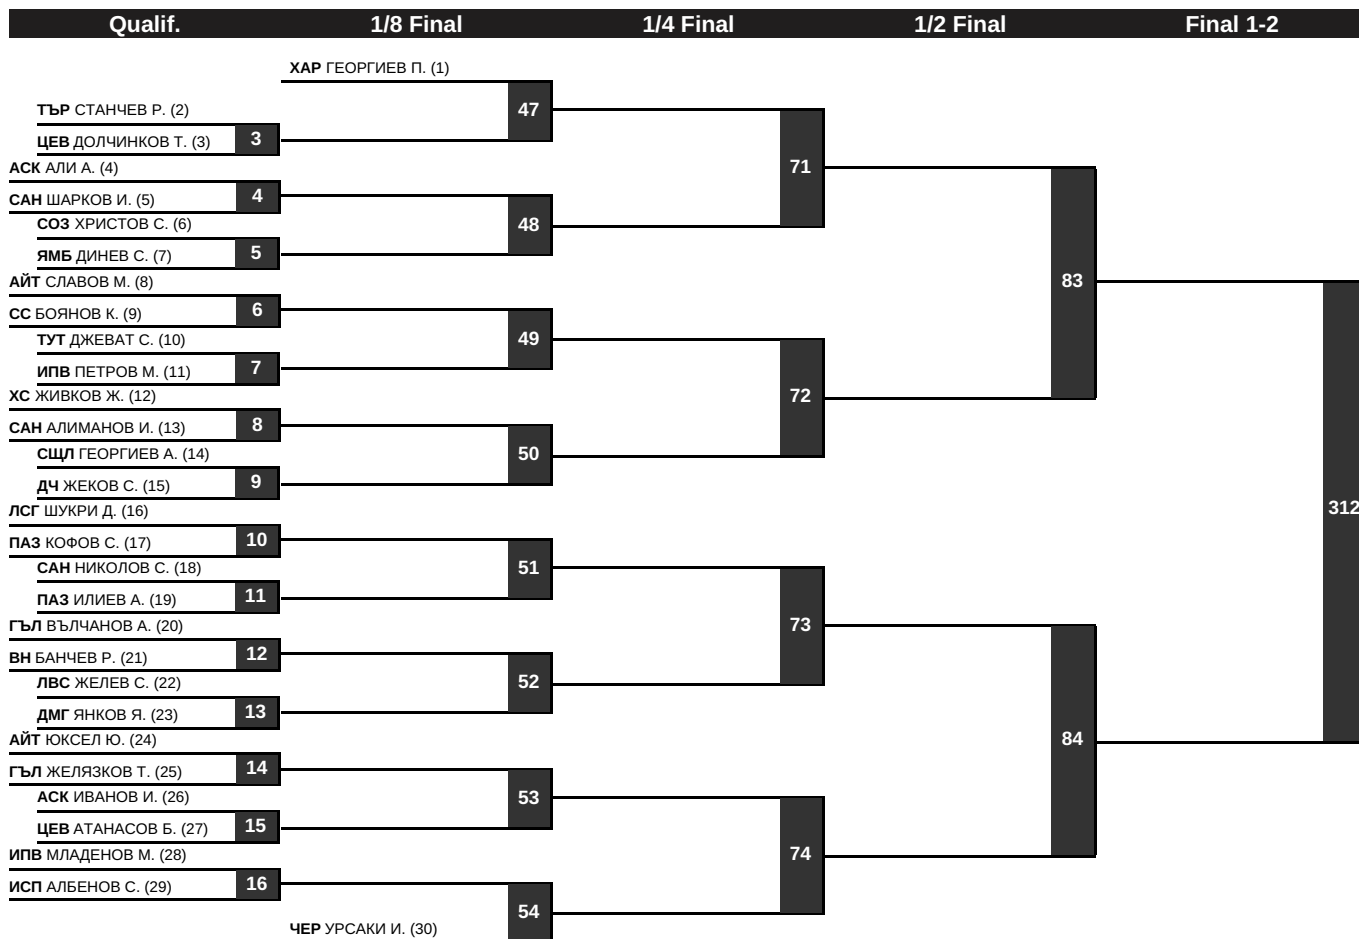 Qualif. 1/8 Final 1/4 Final 1/2 Final Final 1-2
ХАР ГЕОРГИЕВ П. (1)
47
ТЪР СТАНЧЕВ Р. (2)
ЦЕВ ДОЛЧИНКОВ Т. (3)
3
71
АСК АЛИ А. (4)
САН ШАРКОВ И. (5)
4
СОЗ ХРИСТОВ С. (6)
48
ЯМБ ДИНЕВ С. (7)
5
83
АЙТ СЛАВОВ М. (8)
СС БОЯНОВ К. (9)
6
ТУТ ДЖЕВАТ С. (10)
49
ИПВ ПЕТРОВ М. (11)
7
72
ХС ЖИВКОВ Ж. (12)
САН АЛИМАНОВ И. (13)
8
СЩЛ ГЕОРГИЕВ А. (14)
50
ДЧ ЖЕКОВ С. (15)
9
312
ЛСГ ШУКРИ Д. (16)
ПАЗ КОФОВ С. (17)
10
САН НИКОЛОВ С. (18)
51
ПАЗ ИЛИЕВ А. (19)
11
73
ГЪЛ ВЪЛЧАНОВ А. (20)
ВН БАНЧЕВ Р. (21)
12
ЛВС ЖЕЛЕВ С. (22)
52
ДМГ ЯНКОВ Я. (23)
13
84
АЙТ ЮКСЕЛ Ю. (24)
ГЪЛ ЖЕЛЯЗКОВ Т. (25)
14
АСК ИВАНОВ И. (26)
53
ЦЕВ АТАНАСОВ Б. (27)
15
74
ИПВ МЛАДЕНОВ М. (28)
ИСП АЛБЕНОВ С. (29)
16
54
ЧЕР УРСАКИ И. (30)